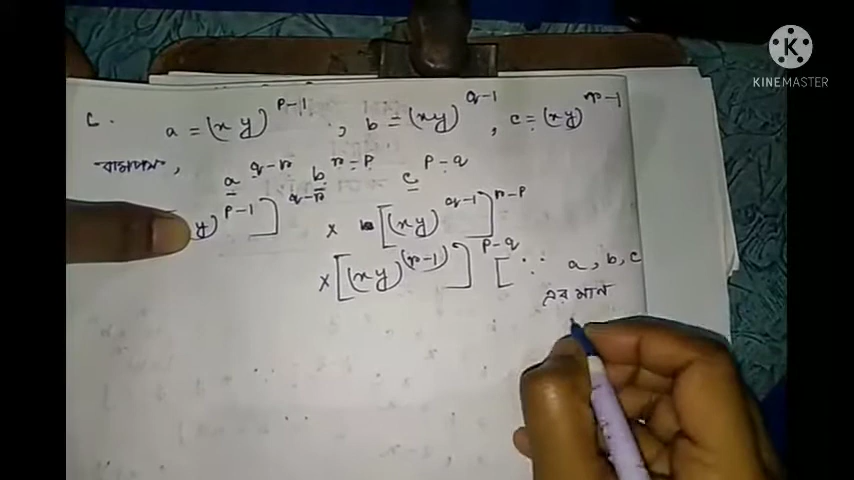 K
KINEMASTER
c. a = (xy)^{p-1}, b = (xy)^{q-1}, c = (xy)^{r-1}
বামপক্ষ, a^{q-r} b^{r-p} c^{p-q}
y)^{p-1}]^{q-r} × [(xy)^{q-1}]^{r-p}
× [(xy)^{(r-1)}]^{p-q} [∵ a, b, c
এর মান